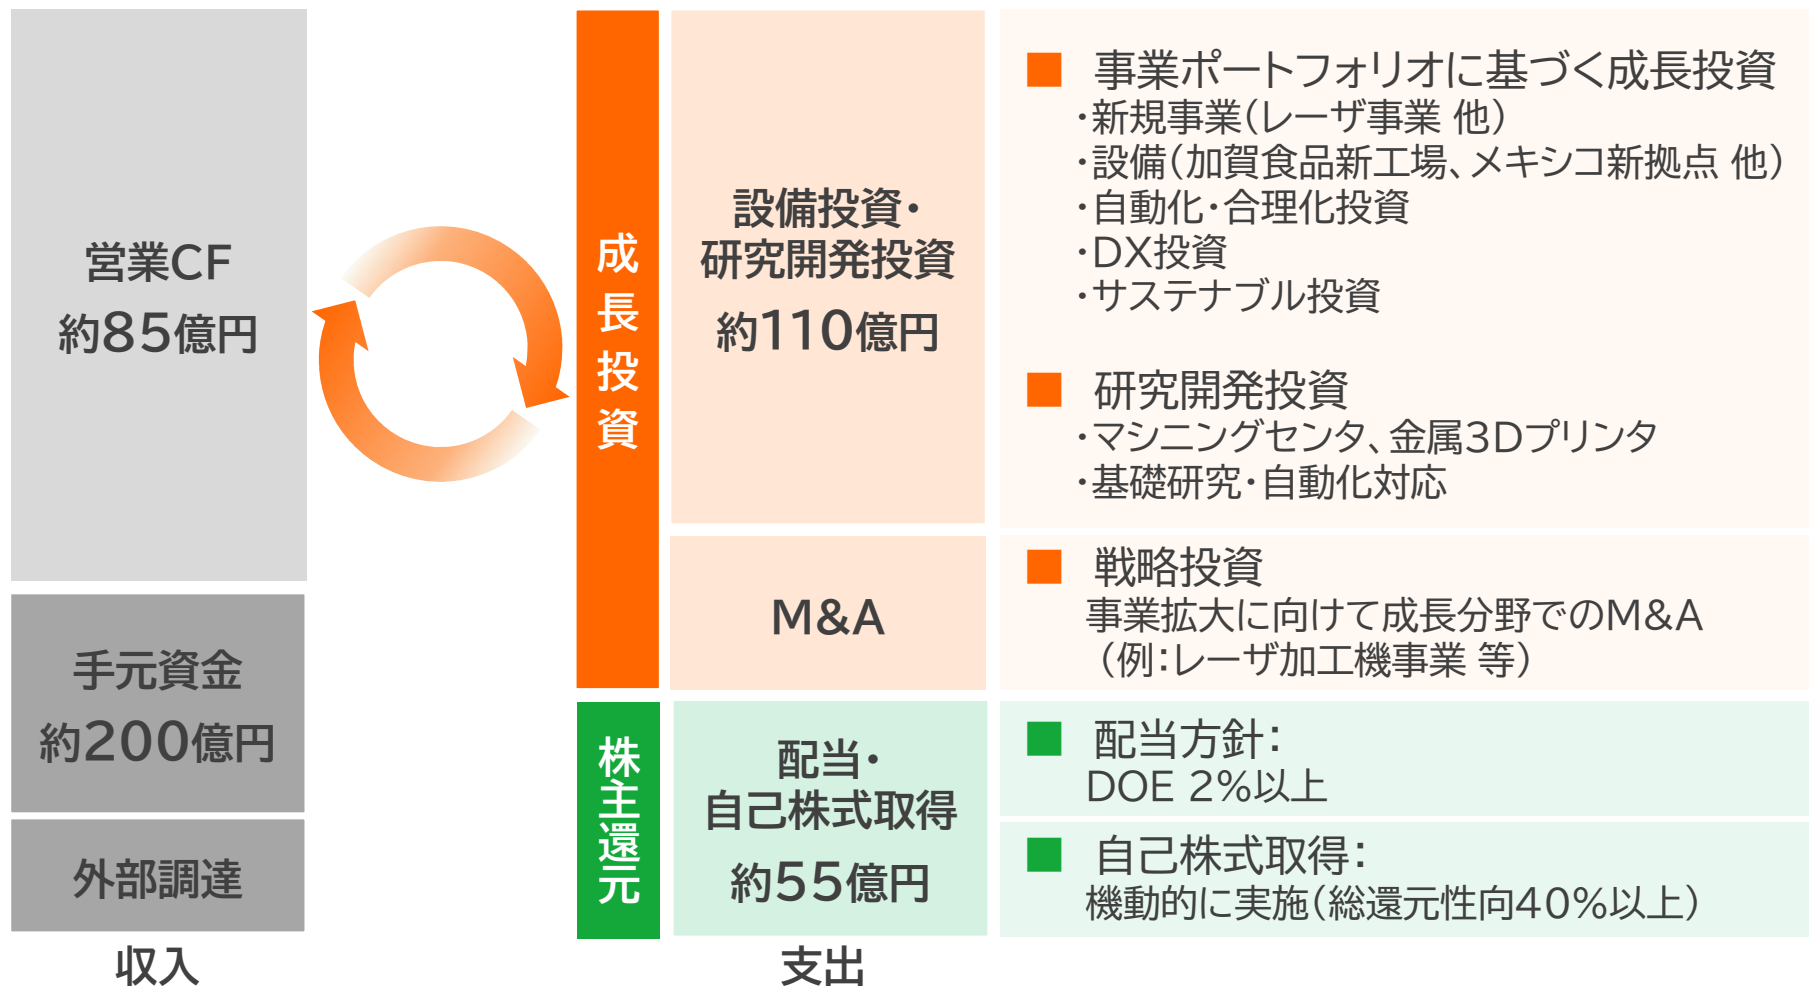 営業CF
約85億円
手元資金
約200億円
外部調達
収入
成長投資
設備投資・
研究開発投資
約110億円
M&A
株主還元
配当・
自己株式取得
約55億円
支出
■ 事業ポートフォリオに基づく成長投資
・新規事業(レーザ事業 他)
・設備(加賀食品新工場、メキシコ新拠点 他)
・自動化・合理化投資
・DX投資
・サステナブル投資
■ 研究開発投資
・マシニングセンタ、金属3Dプリンタ
・基礎研究・自動化対応
■ 戦略投資
事業拡大に向けて成長分野でのM&A
(例:レーザ加工機事業 等)
■ 配当方針:
DOE 2%以上
■ 自己株式取得:
機動的に実施(総還元性向40%以上)